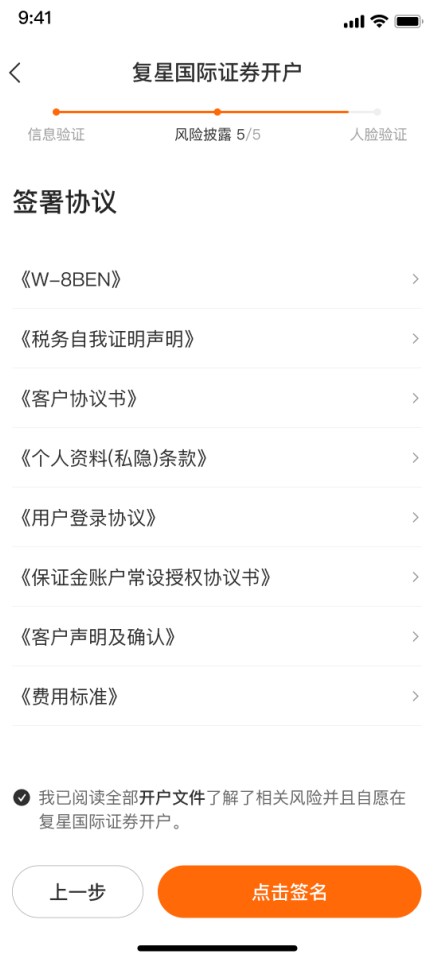 9:41
复星国际证券开户
信息验证
风险披露 5/5
人脸验证
签署协议
《W-8BEN》
《税务自我证明声明》
《客户协议书》
《个人资料(私隐)条款》
《用户登录协议》
《保证金账户常设授权协议书》
《客户声明及确认》
《费用标准》
我已阅读全部开户文件了解了相关风险并且自愿在
复星国际证券开户。
上一步
点击签名